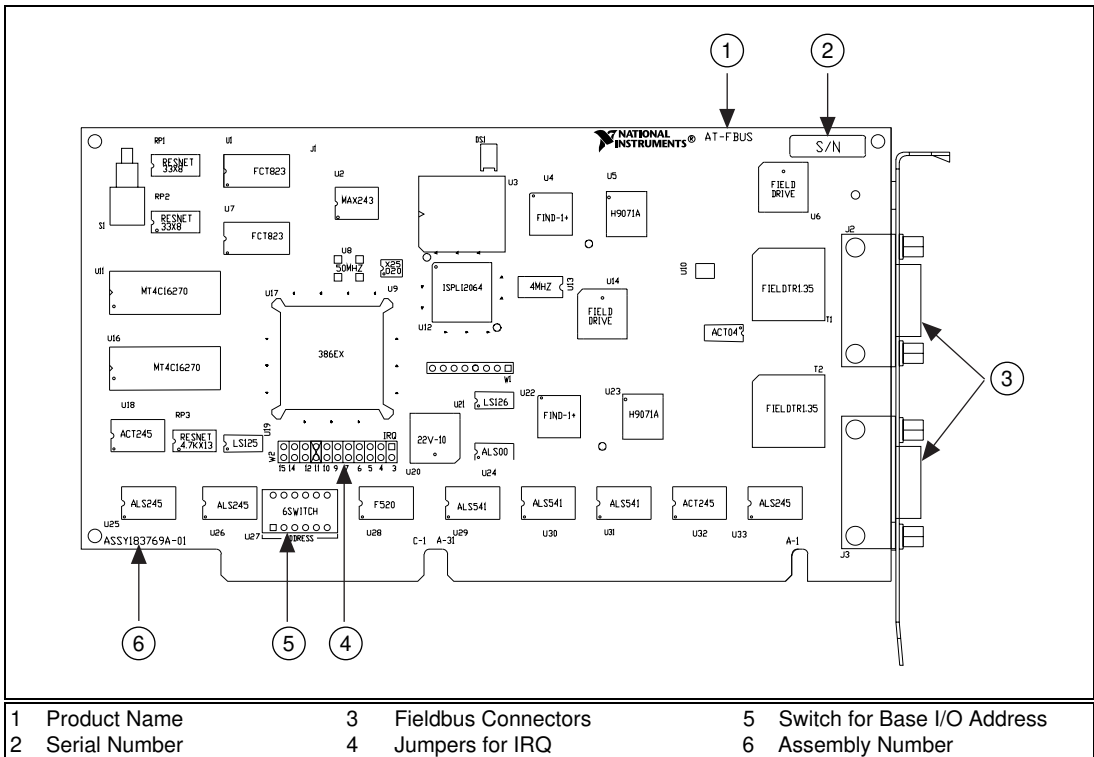 1
2
NATIONAL INSTRUMENTS® AT-FBUS
S/N
RP1
RESNET
33X8
U1
FCT823
J1
DS1
U2
MAX243
U3
U4
FIND-1+
U5
H9071A
FIELD
DRIVE
U6
S1
RP2
RESNET
33X8
U7
FCT823
J2
U8
50MHZ
X25
020
U9
U11
MT4C16270
U17
ISPLI2064
U12
4MHZ
U13
U14
FIELD
DRIVE
U10
FIELDTR1.35
T1
ACT04
U16
MT4C16270
386EX
W1
3
T2
U18
ACT245
RP3
RESNET
4.7KX13
LS125
U19
U21
LS126
U22
FIND-1+
U23
H9071A
FIELDTR1.35
IRQ
W2
15 14 12 11 10 9 7 6 5 4 3
22V-10
U20
ALS00
U24
ALS245
U25
ALS245
U26
6SWITCH
U27 ADDRESS
F520
U28
ALS541
U29
ALS541
U30
ALS541
U31
ACT245
U32
ALS245
U33
J3
ASSY183769A-01
C-1 A-31
A-1
6
5
4
1 Product Name
2 Serial Number
3 Fieldbus Connectors
4 Jumpers for IRQ
5 Switch for Base I/O Address
6 Assembly Number